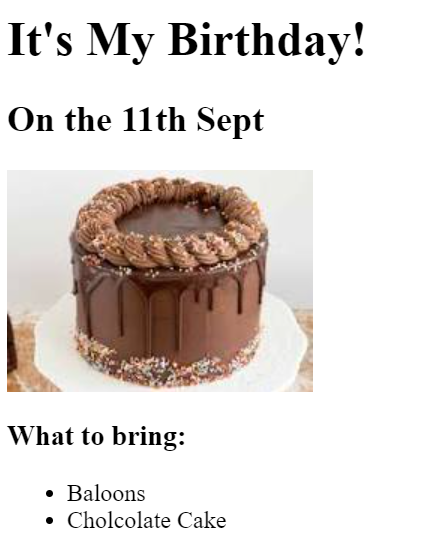 It's My Birthday!
On the 11th Sept
What to bring:
Baloons
Cholcolate Cake